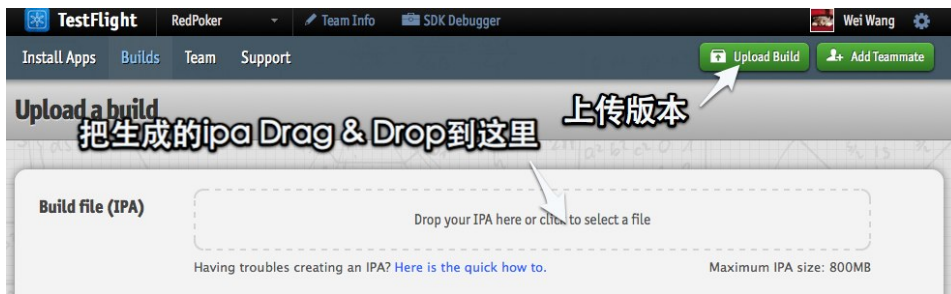 TestFlight RedPoker Team Info SDK Debugger Wei Wang
Install Apps Builds Team Support Upload Build Add Teammate
Upload a build
上传版本
把生成的ipa Drag & Drop到这里
Build file (IPA)
Drop your IPA here or click to select a file
Having troubles creating an IPA? Here is the quick how to.
Maximum IPA size: 800MB